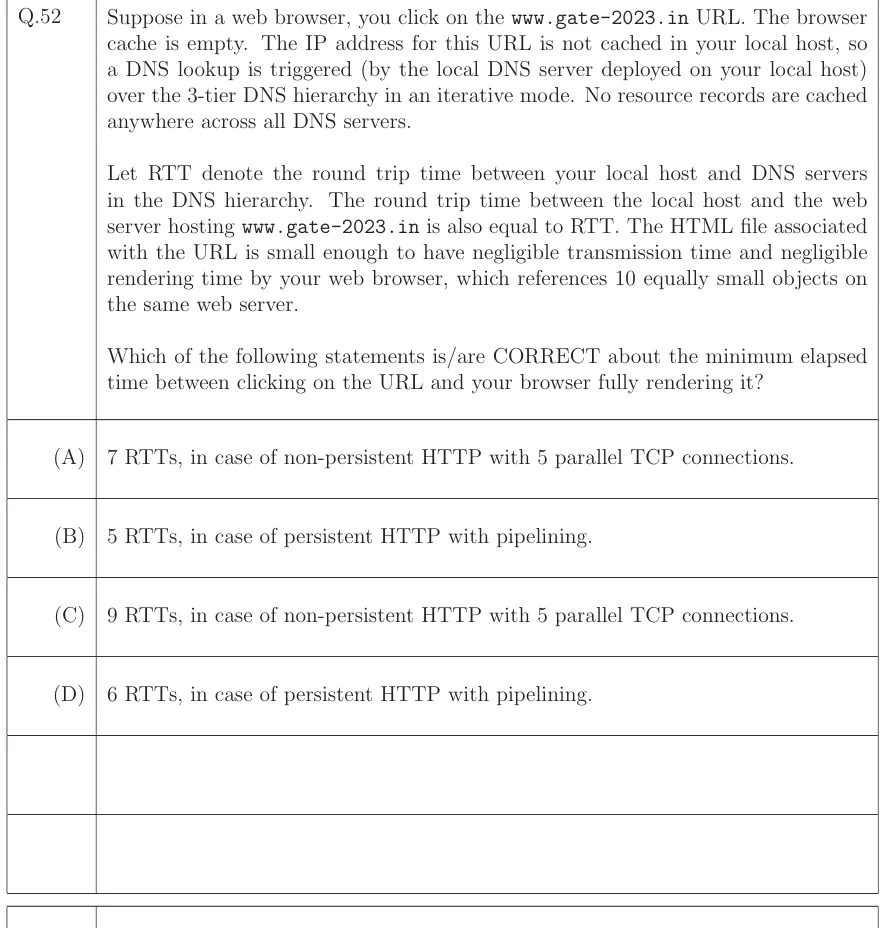 Q.52 Suppose in a web browser, you click on the www.gate-2023.in URL. The browser
cache is empty. The IP address for this URL is not cached in your local host, so
a DNS lookup is triggered (by the local DNS server deployed on your local host)
over the 3-tier DNS hierarchy in an iterative mode. No resource records are cached
anywhere across all DNS servers.
Let RTT denote the round trip time between your local host and DNS servers
in the DNS hierarchy. The round trip time between the local host and the web
server hosting www.gate-2023.in is also equal to RTT. The HTML file associated
with the URL is small enough to have negligible transmission time and negligible
rendering time by your web browser, which references 10 equally small objects on
the same web server.
Which of the following statements is/are CORRECT about the minimum elapsed
time between clicking on the URL and your browser fully rendering it?
(A) 7 RTTs, in case of non-persistent HTTP with 5 parallel TCP connections.
(B) 5 RTTs, in case of persistent HTTP with pipelining.
(C) 9 RTTs, in case of non-persistent HTTP with 5 parallel TCP connections.
(D) 6 RTTs, in case of persistent HTTP with pipelining.